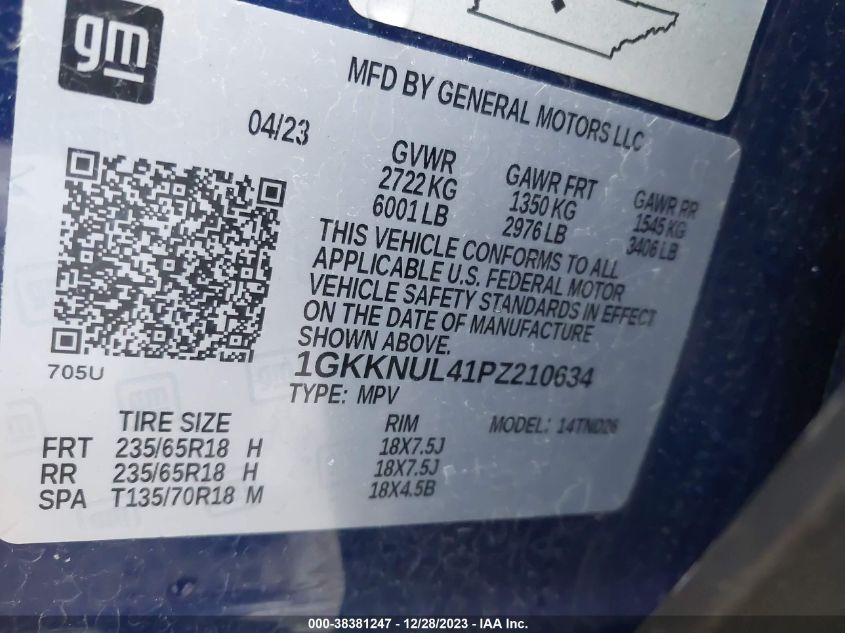 gm
MFD BY GENERAL MOTORS LLC
04/23
GVWR GAWR FRT GAWR RR
2722 KG 1350 KG 1545 KG
6001 LB 2976 LB 3406 LB
THIS VEHICLE CONFORMS TO ALL
APPLICABLE U.S. FEDERAL MOTOR
VEHICLE SAFETY STANDARDS IN EFFECT
ON THE DATE OF MANUFACTURE
SHOWN ABOVE.
705U
1GKKNUL41PZ210634
TYPE: MPV
TIRE SIZE RIM MODEL: 14TND26
FRT 235/65R18 H 18X7.5J
RR 235/65R18 H 18X7.5J
SPA T135/70R18 M 18X4.5B
000-38381247 - 12/28/2023 - IAA Inc.